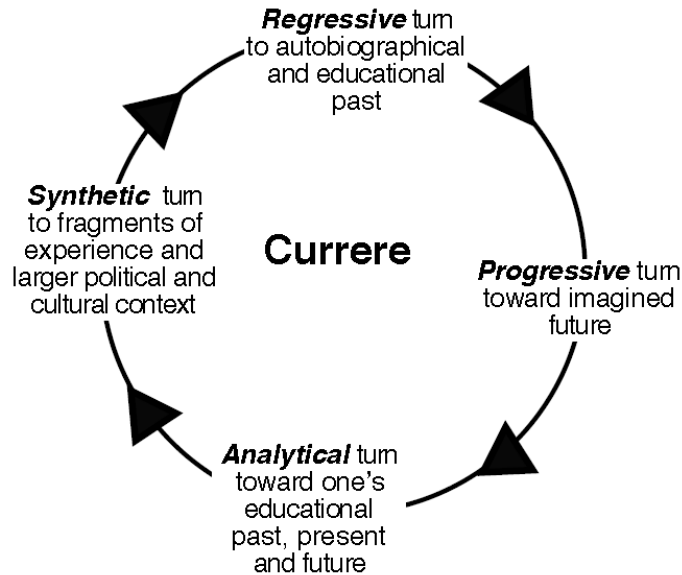 Regressive turn
to autobiographical
and educational
past
Synthetic turn
to fragments of
experience and
larger political and
cultural context
Currere
Progressive turn
toward imagined
future
Analytical turn
toward one's
educational
past, present
and future